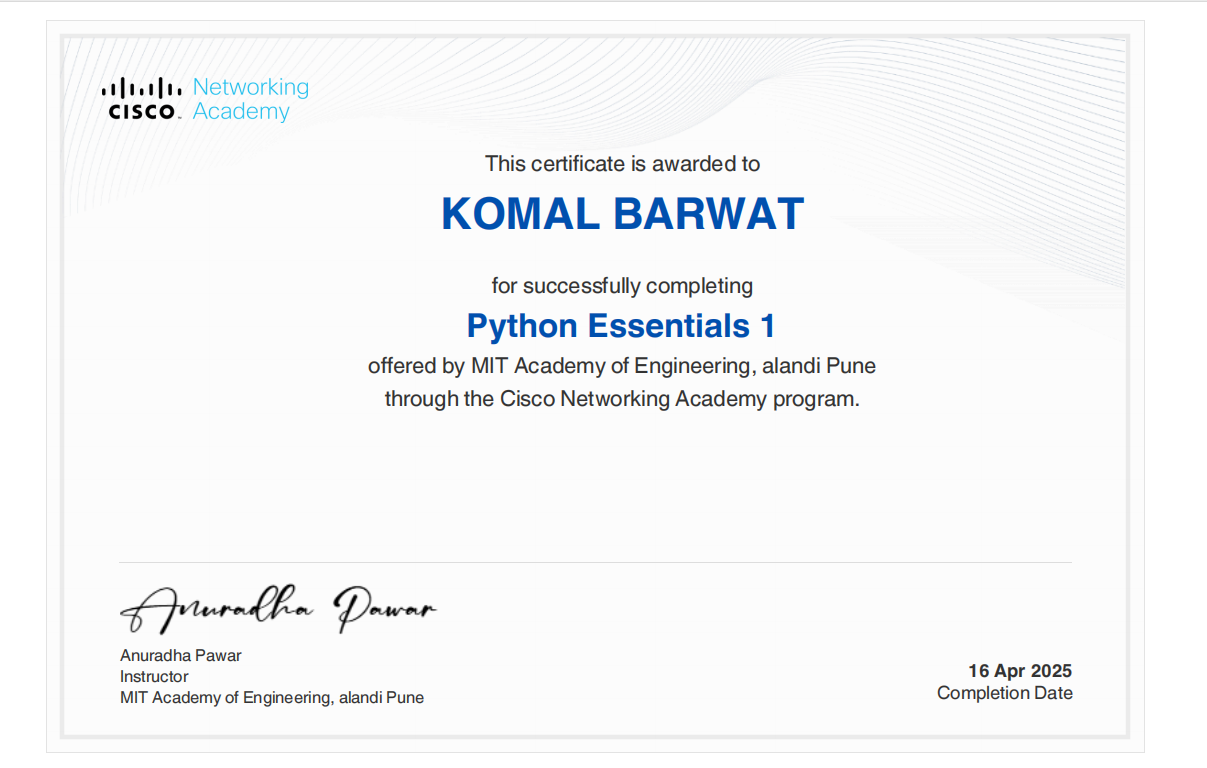 Networking
CISCO Academy
This certificate is awarded to
KOMAL BARWAT
for successfully completing
Python Essentials 1
offered by MIT Academy of Engineering, alandi Pune
through the Cisco Networking Academy program.
Anuradha Pawar
Anuradha Pawar
Instructor
MIT Academy of Engineering, alandi Pune
16 Apr 2025
Completion Date